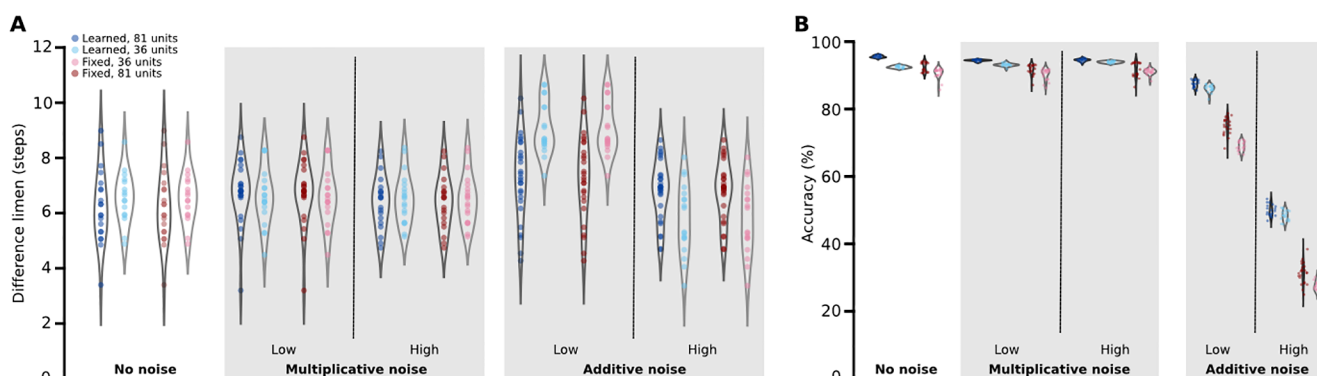 A
Learned, 81 units
Learned, 36 units
Fixed, 36 units
Fixed, 81 units
Difference limen (steps)
12
10
8
6
4
2
Low
High
Low
High
No noise
Multiplicative noise
Additive noise
B
Accuracy (%)
100
80
60
40
20
Low
High
Low
High
No noise
Multiplicative noise
Additive noise